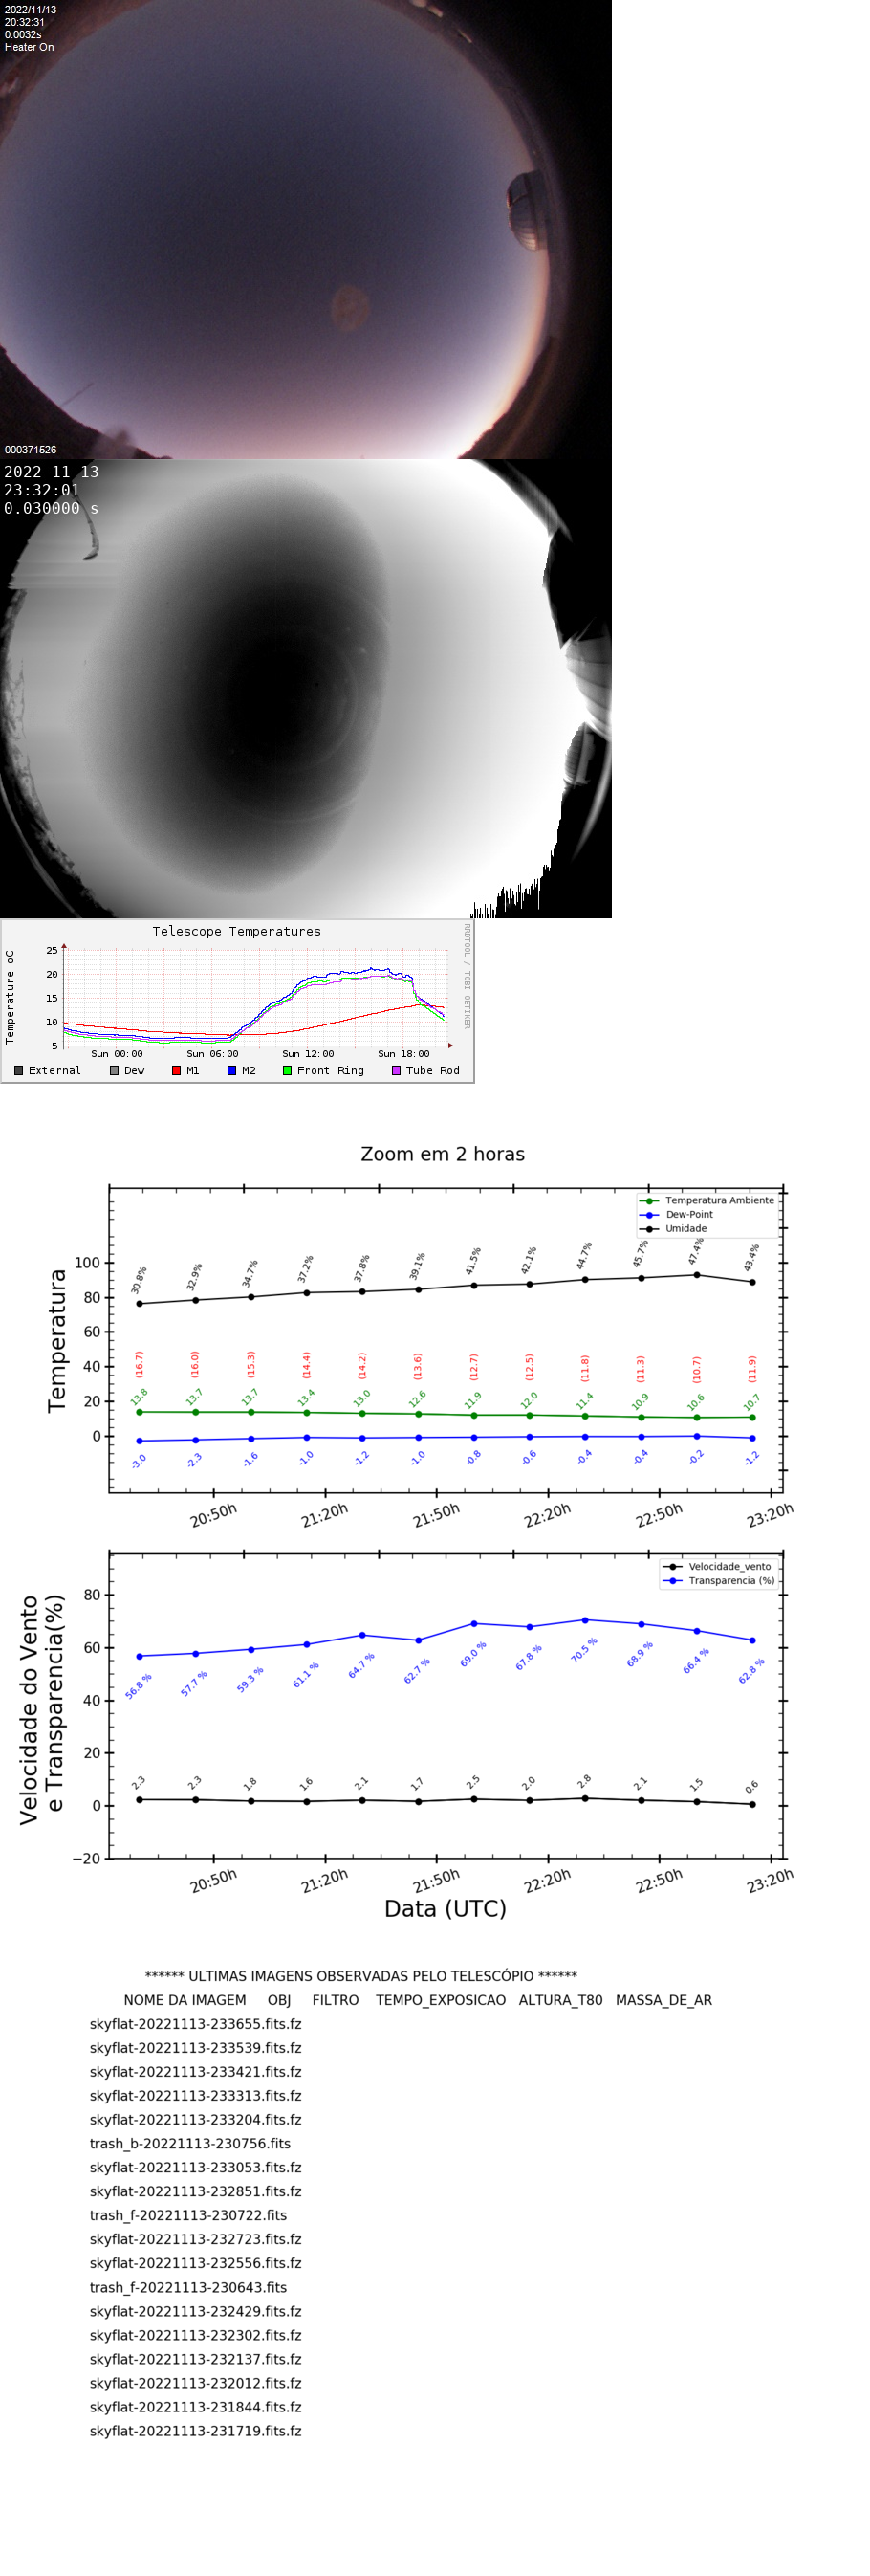 2022/11/13
20:32:31
0.0032s
Heater On
000371526
2022-11-13
23:32:01
0.030000 s
Telescope Temperatures
RRDTOOL / TOBI OETIKER
Temperature oC
25
20
15
10
5
Sun 00:00 Sun 06:00 Sun 12:00 Sun 18:00
External Dew M1 M2 Front Ring Tube Rod
Zoom em 2 horas
Temperatura Ambiente
Dew-Point
Umidade
Temperatura
100
80
60
40
20
0
30.8% 32.9% 34.7% 37.2% 37.8% 39.1% 41.5% 42.1% 44.7% 45.7% 47.4% 43.4%
(16.7) (16.0) (15.3) (14.4) (14.2) (13.6) (12.7) (12.5) (11.8) (11.3) (10.7) (11.9)
13.8 13.7 13.7 13.4 13.0 12.6 11.9 12.0 11.4 10.9 10.6 10.7
-3.0 -2.3 -1.6 -1.0 -1.2 -1.0 -0.8 -0.6 -0.4 -0.4 -0.2 -1.2
20:50h 21:20h 21:50h 22:20h 22:50h 23:20h
Velocidade_vento
Transparencia (%)
Velocidade do Vento
e Transparencia(%)
80
60
40
20
0
−20
56.8 % 57.7 % 59.3 % 61.1 % 64.7 % 62.7 % 69.0 % 67.8 % 70.5 % 68.9 % 66.4 % 62.8 %
2.3 2.3 1.8 1.6 2.1 1.7 2.5 2.0 2.8 2.1 1.5 0.6
20:50h 21:20h 21:50h 22:20h 22:50h 23:20h
Data (UTC)
****** ULTIMAS IMAGENS OBSERVADAS PELO TELESCÓPIO ******
NOME DA IMAGEM OBJ FILTRO TEMPO_EXPOSICAO ALTURA_T80 MASSA_DE_AR
skyflat-20221113-233655.fits.fz
skyflat-20221113-233539.fits.fz
skyflat-20221113-233421.fits.fz
skyflat-20221113-233313.fits.fz
skyflat-20221113-233204.fits.fz
trash_b-20221113-230756.fits
skyflat-20221113-233053.fits.fz
skyflat-20221113-232851.fits.fz
trash_f-20221113-230722.fits
skyflat-20221113-232723.fits.fz
skyflat-20221113-232556.fits.fz
trash_f-20221113-230643.fits
skyflat-20221113-232429.fits.fz
skyflat-20221113-232302.fits.fz
skyflat-20221113-232137.fits.fz
skyflat-20221113-232012.fits.fz
skyflat-20221113-231844.fits.fz
skyflat-20221113-231719.fits.fz